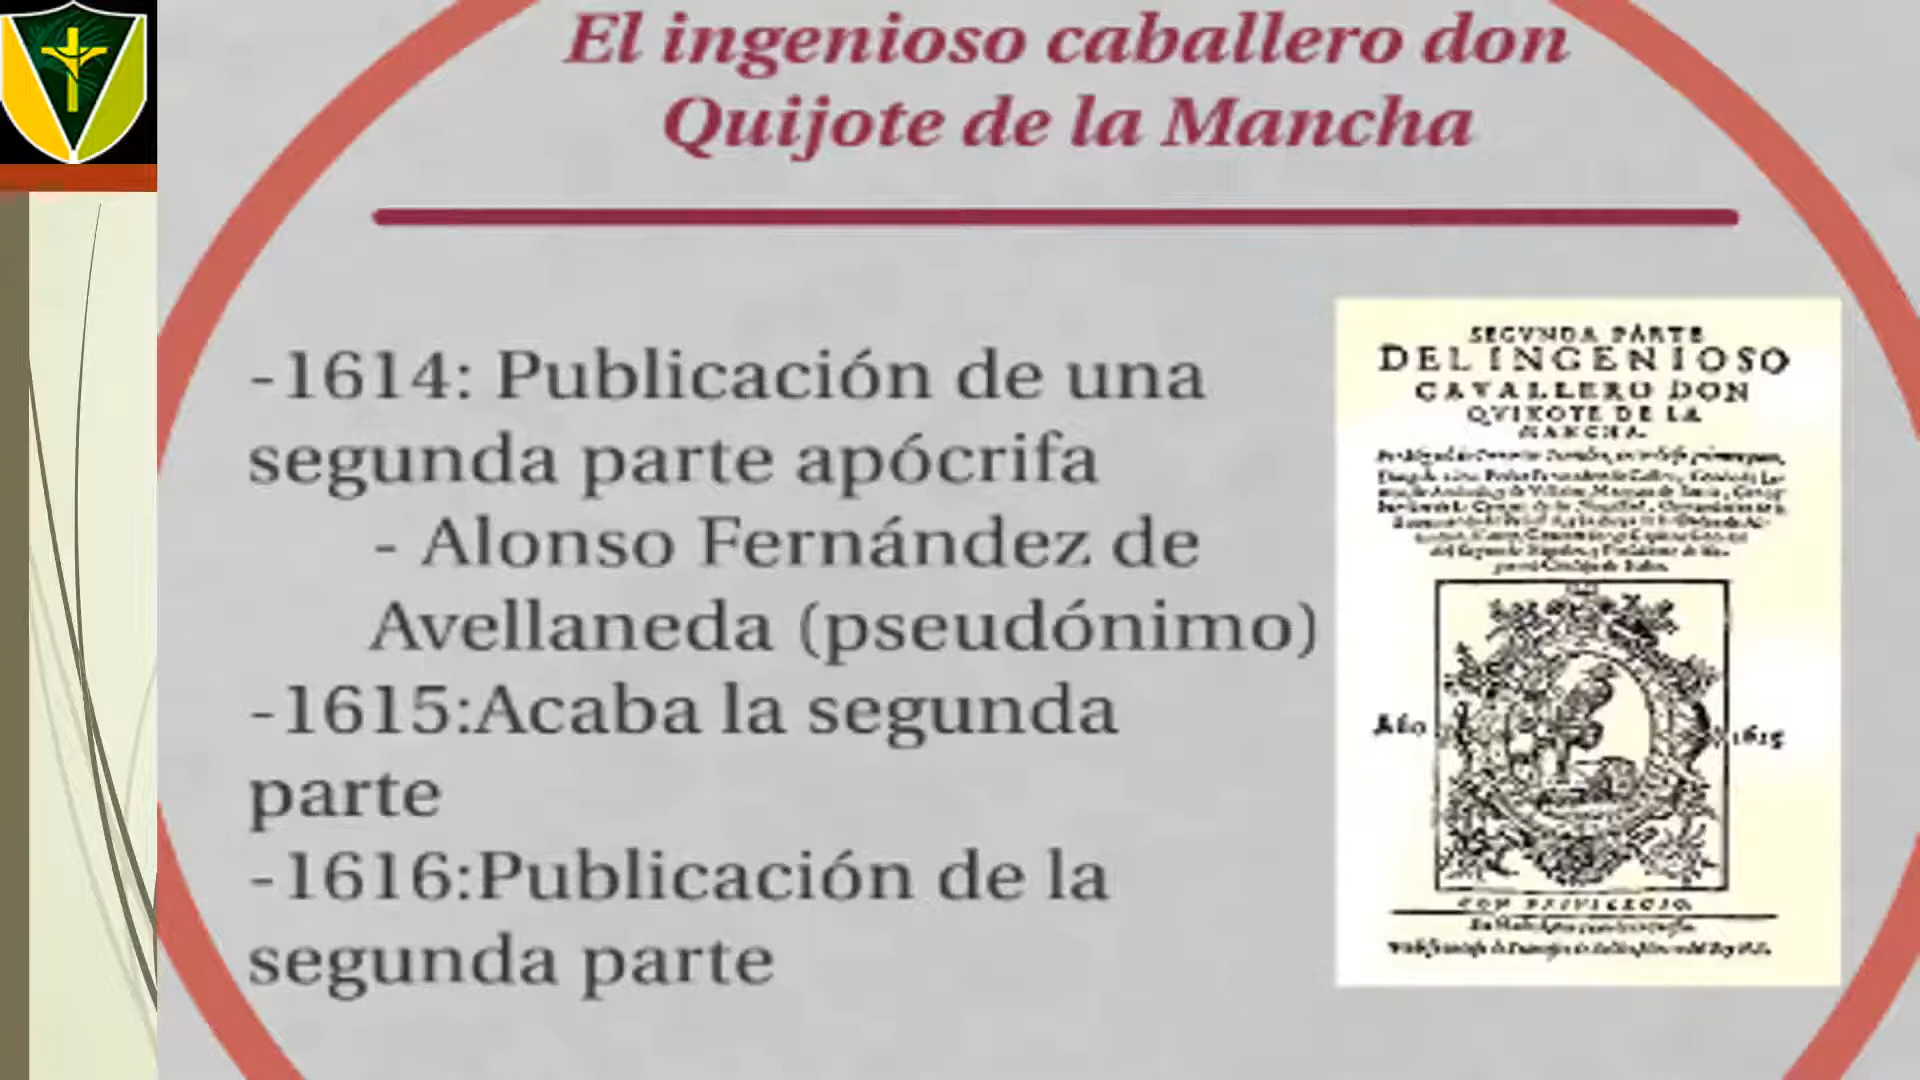 El ingenioso caballero don
Quijote de la Mancha
-1614: Publicación de una
segunda parte apócrifa
- Alonso Fernández de
Avellaneda (pseudónimo)
-1615:Acaba la segunda
parte
-1616:Publicación de la
segunda parte
SEGVNDA PARTE
DEL INGENIOSO
CAVALLERO DON
QVIXOTE DE LA
MANCHA.
Año 1615
CON PRIVILEGIO,